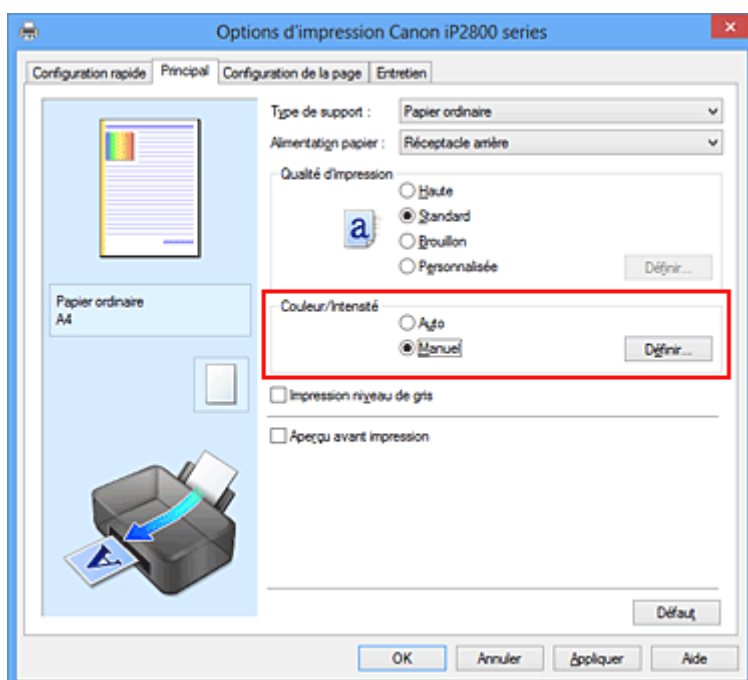 Options d'impression Canon iP2800 series
Configuration rapide Principal Configuration de la page Entretien
Type de support : Papier ordinaire
Alimentation papier : Réceptacle arrière
Qualité d'impression
Haute
Standard
Brouillon
Personnalisée Définir...
Papier ordinaire
A4
Couleur/Intensité
Auto
Manuel Définir...
Impression niveau de gris
Aperçu avant impression
Défaut
OK Annuler Appliquer Aide